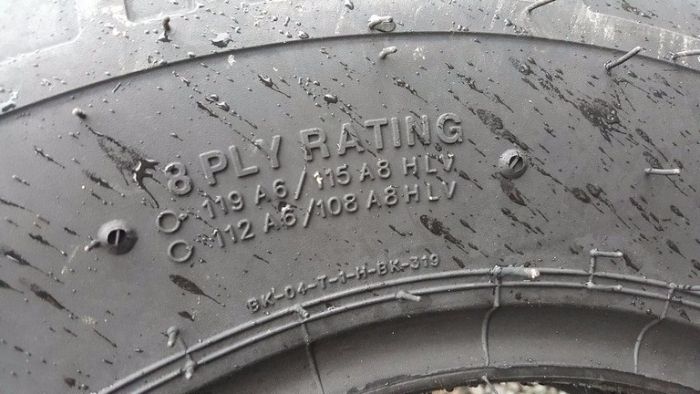 8 PLY RATING
119 A6/115 A8 HLV
112 A6/108 A8 HLV
BK-04-T-1-H-BK-319